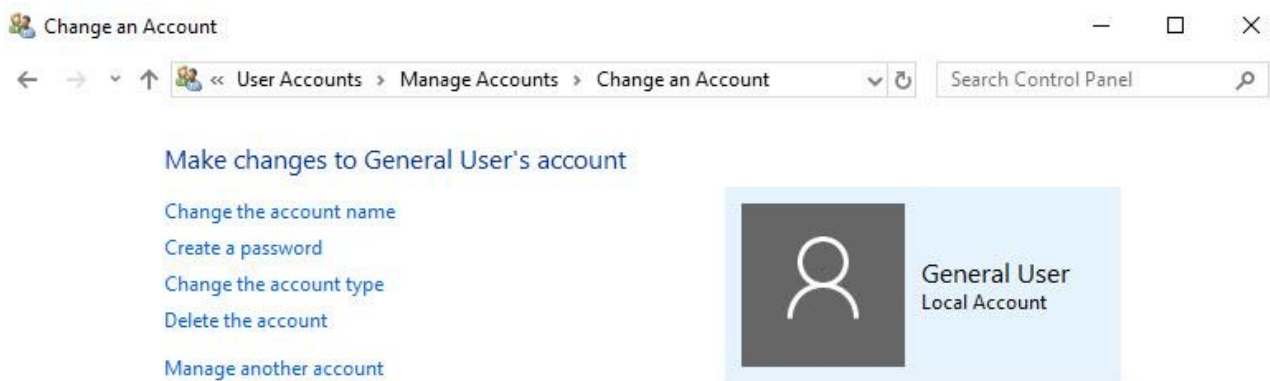 Change an Account
« User Accounts > Manage Accounts > Change an Account
Search Control Panel
Make changes to General User's account
Change the account name
Create a password
Change the account type
Delete the account
Manage another account
General User
Local Account